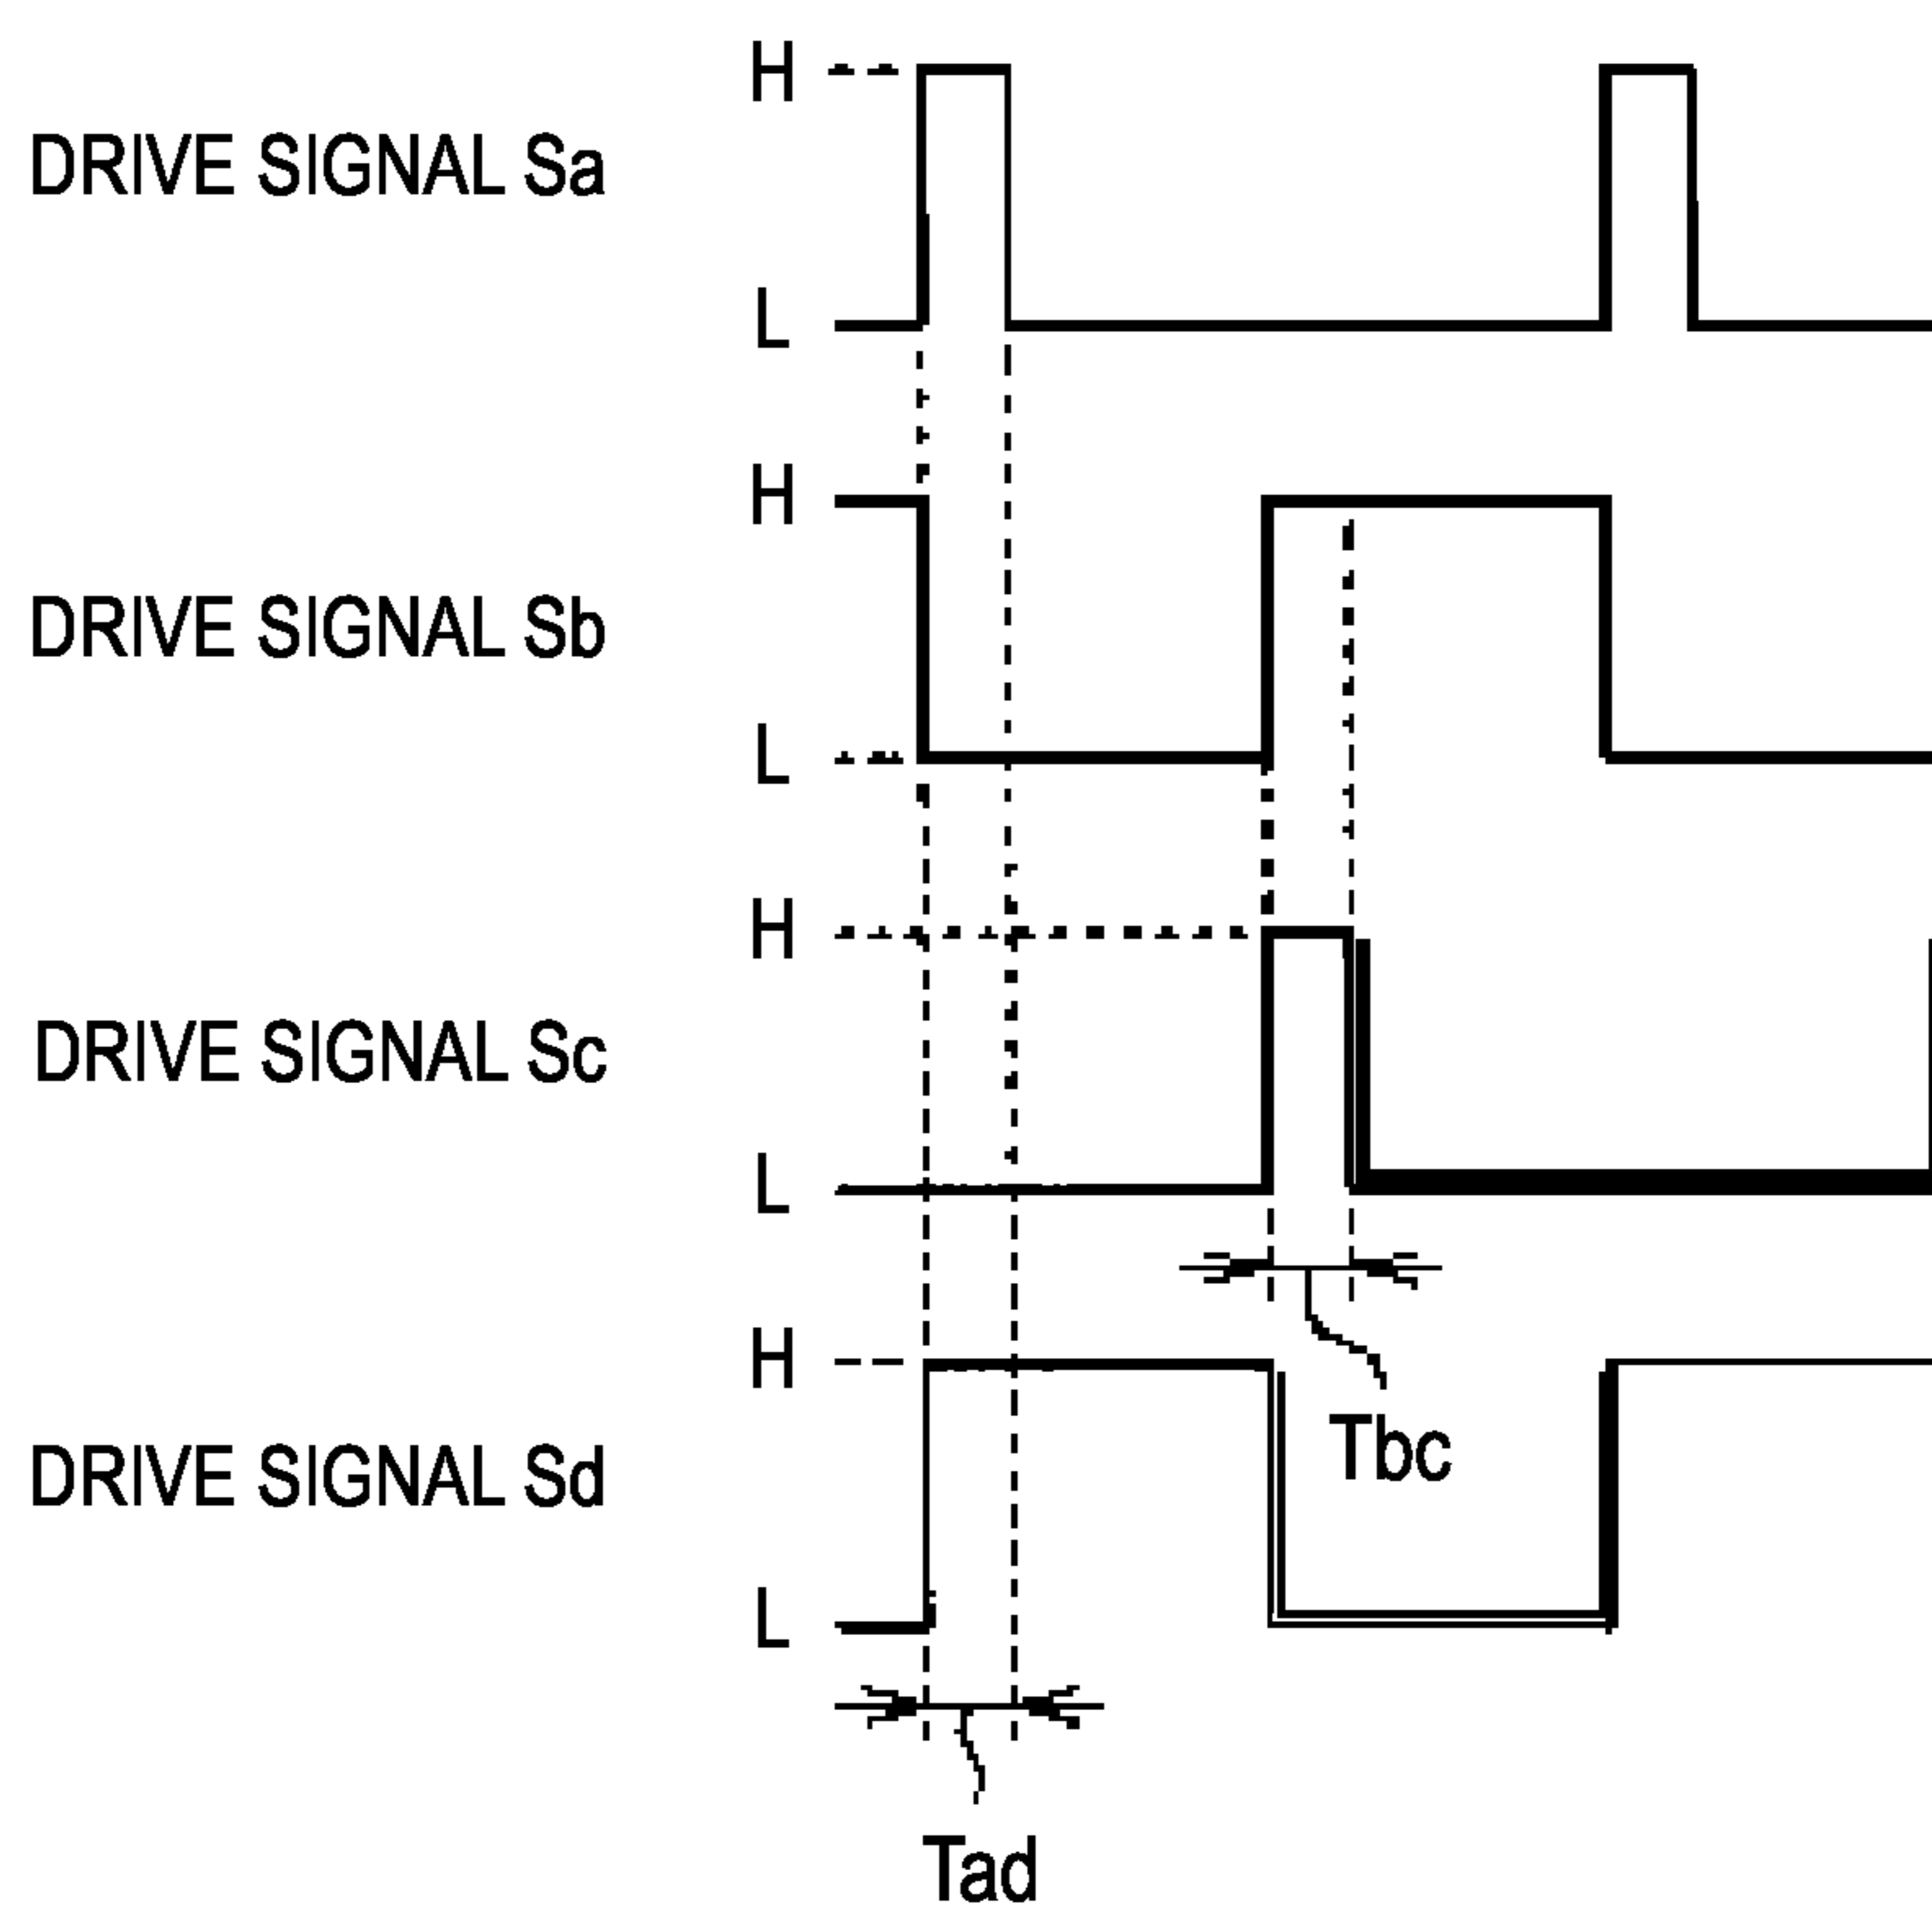 H
DRIVE SIGNAL Sa
L
H
DRIVE SIGNAL Sb
L
H
DRIVE SIGNAL Sc
L
H
Tbc
DRIVE SIGNAL Sd
L
Tad